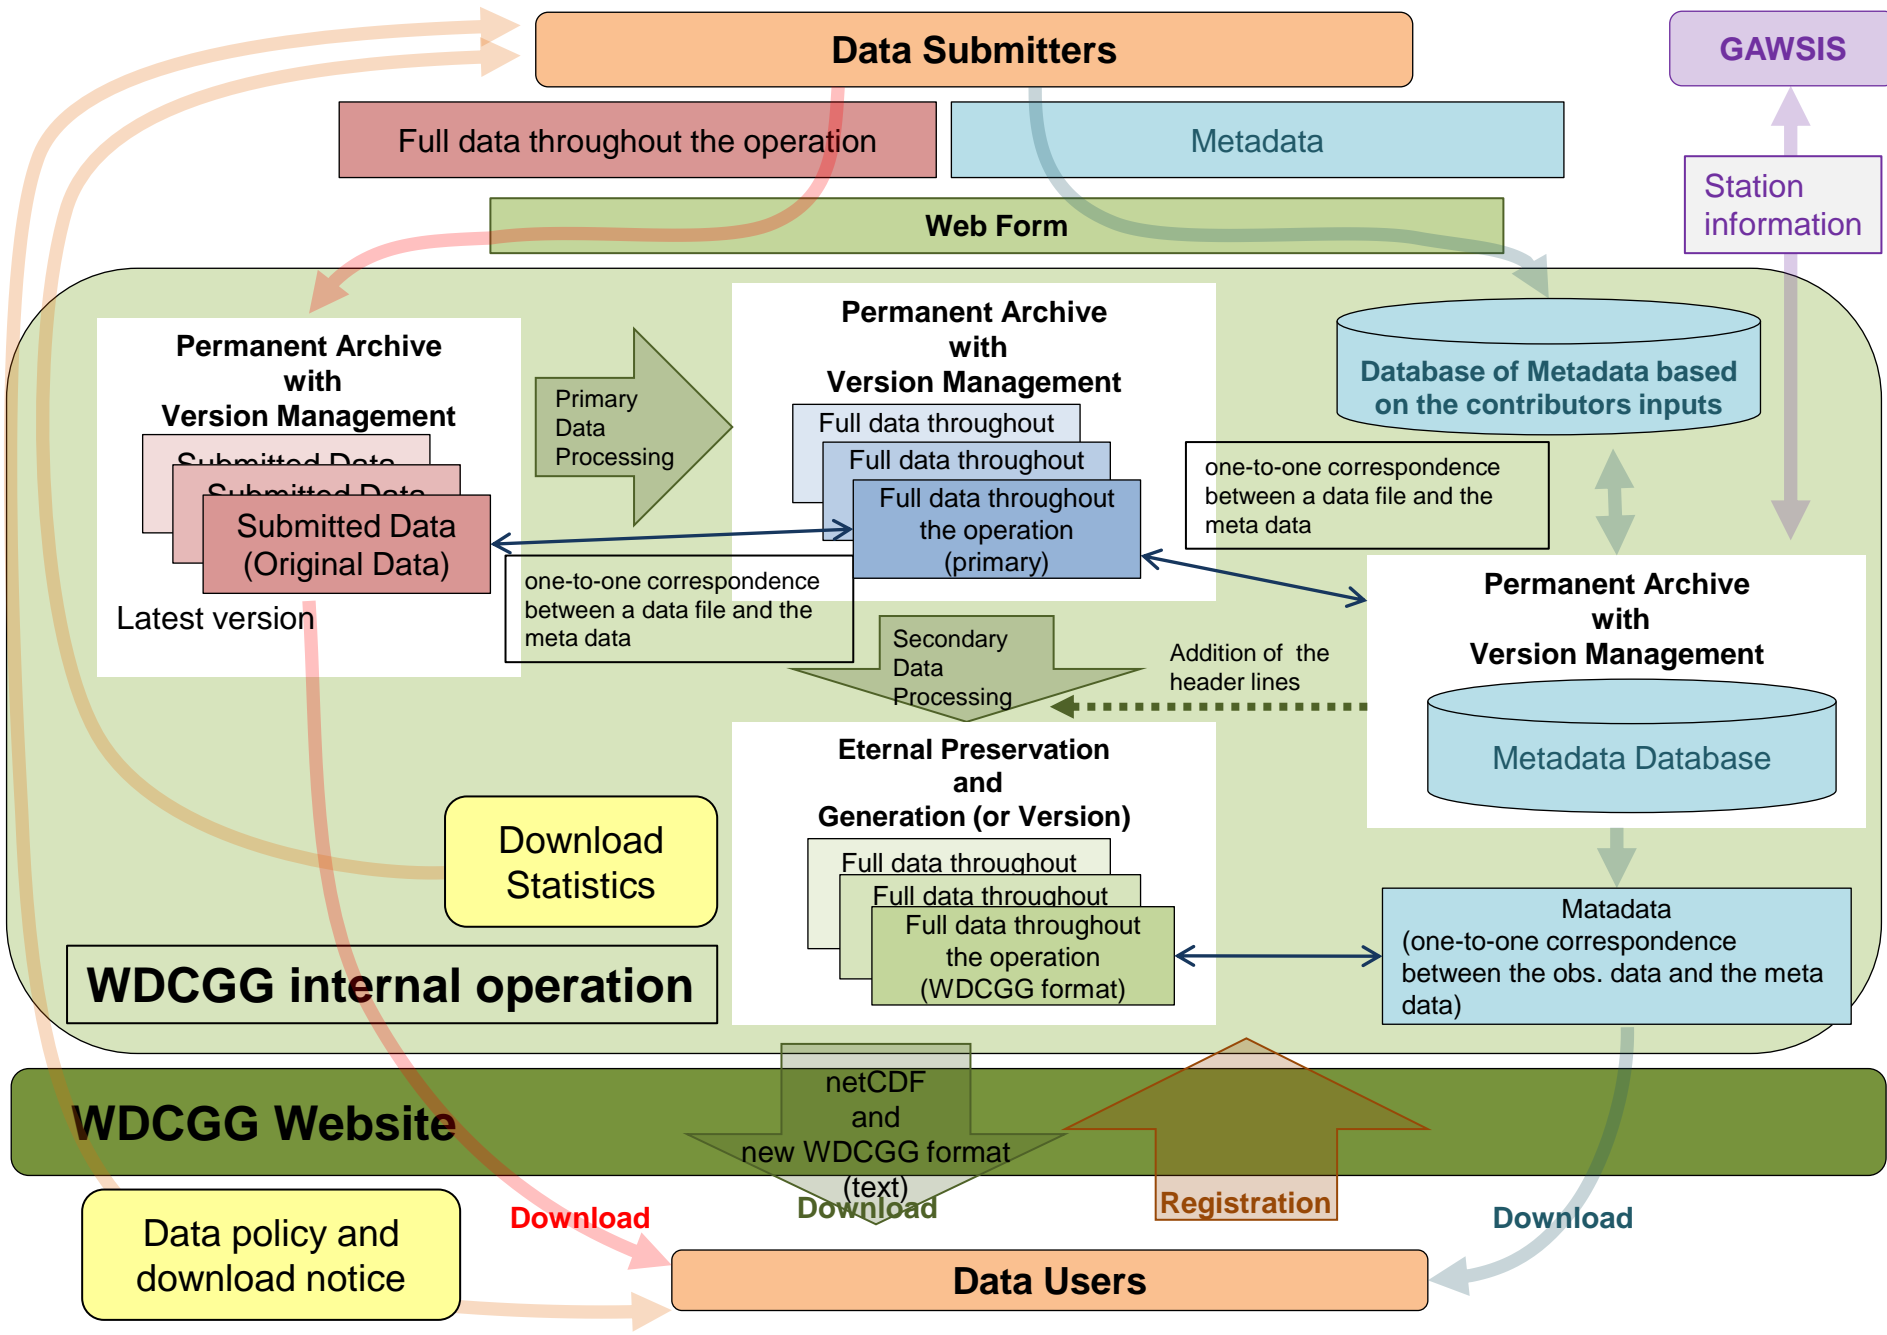 Data Submitters
GAWSIS
Full data throughout the operation
Metadata
Station
information
Web Form
Permanent Archive
with
Version Management
Submitted Data
Submitted Data
Submitted Data
(Original Data)
Latest version
Primary
Data
Processing
Permanent Archive
with
Version Management
Full data throughout
Full data throughout
Full data throughout
the operation
(primary)
Database of Metadata based
on the contributors inputs
one-to-one correspondence
between a data file and the
meta data
one-to-one correspondence
between a data file and the
meta data
Permanent Archive
with
Version Management
Metadata Database
Secondary
Data
Processing
Addition of the
header lines
Eternal Preservation
and
Generation (or Version)
Full data throughout
Full data throughout
Full data throughout
the operation
(WDCGG format)
Download
Statistics
Matadata
(one-to-one correspondence
between the obs. data and the meta
data)
WDCGG internal operation
WDCGG Website
netCDF
and
new WDCGG format
(text)
Download
Download
Registration
Download
Data policy and
download notice
Data Users